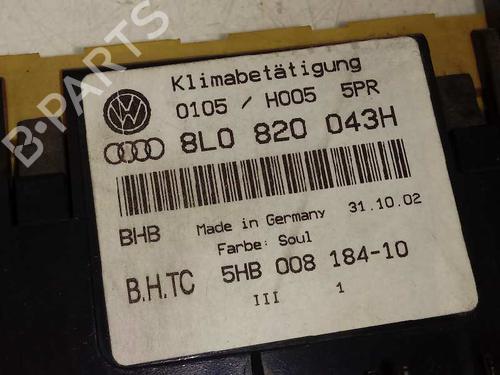 Klimabetätigung
0105 / H005 5PR
8L0 820 043H
BHB Made in Germany 31.10.02
Farbe: Soul
B.H.TC 5HB 008 184-10
III 1
B-PARTS